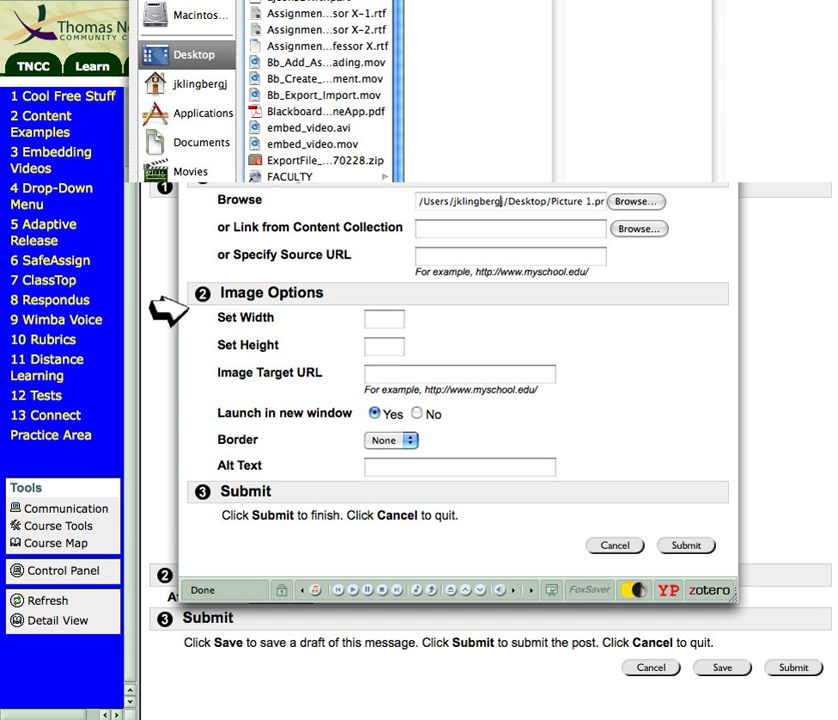 Thomas Ne
COMMUNITY C
TNCC
Learn
1 Cool Free Stuff
2 Content
Examples
3 Embedding
Videos
4 Drop-Down
Menu
5 Adaptive
Release
6 SafeAssign
7 ClassTop
8 Respondus
9 Wimba Voice
10 Rubrics
11 Distance
Learning
12 Tests
13 Connect
Practice Area
Tools
Communication
Course Tools
Course Map
Control Panel
Refresh
Detail View
Macintos...
Desktop
jklingbergj
Applications
Documents
Movies
Assignmen...sor X-1.rtf
Assignmen...sor X-2.rtf
Assignmen...fessor X.rtf
Bb_Add_As...ading.mov
Bb_Create_...ment.mov
Bb_Export_Import.mov
Blackboard...neApp.pdf
embed_video.avi
embed_video.mov
ExportFile_...70228.zip
FACULTY
1
Browse /Users/jklingbergj/Desktop/Picture 1.pr Browse...
or Link from Content Collection Browse...
or Specify Source URL
For example, http://www.myschool.edu/
2 Image Options
Set Width
Set Height
Image Target URL
For example, http://www.myschool.edu/
Launch in new window Yes No
Border None
Alt Text
3 Submit
Click Submit to finish. Click Cancel to quit.
Cancel Submit
Done FoxSaver YP zotero
2
3 Submit
Click Save to save a draft of this message. Click Submit to submit the post. Click Cancel to quit.
Cancel Save Submit